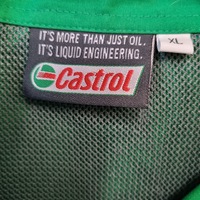 IT'S MORE THAN JUST OIL.
IT'S LIQUID ENGINEERING.
XL
Castrol